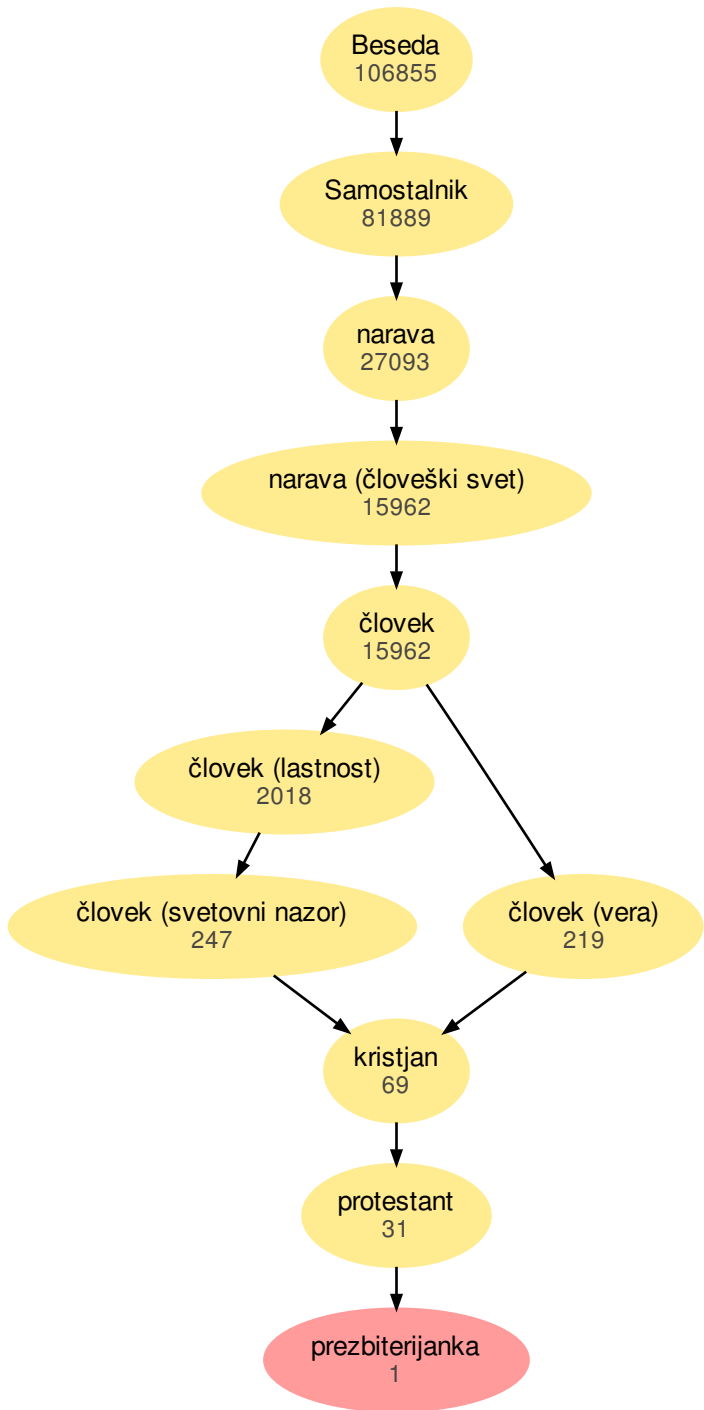 Beseda
106855
Samostalnik
81889
narava
27093
narava (človeški svet)
15962
človek
15962
človek (lastnost)
2018
človek (svetovni nazor)
247
človek (vera)
219
kristjan
69
protestant
31
prezbiterijanka
1